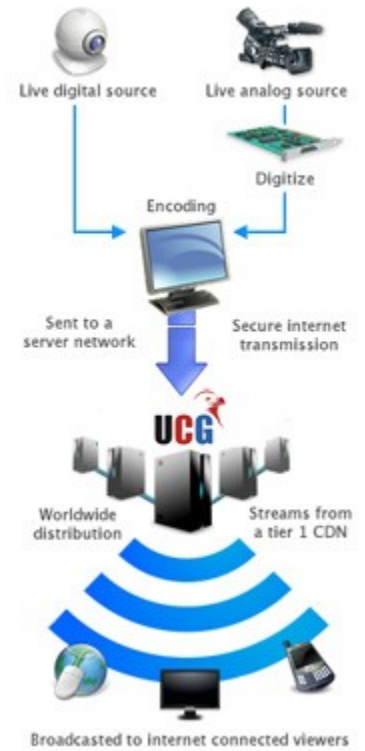 Live digital source
Live analog source
Digitize
Encoding
Sent to a
server network
Secure internet
transmission
UCG
Worldwide
distribution
Streams from
a tier 1 CDN
Broadcasted to internet connected viewers